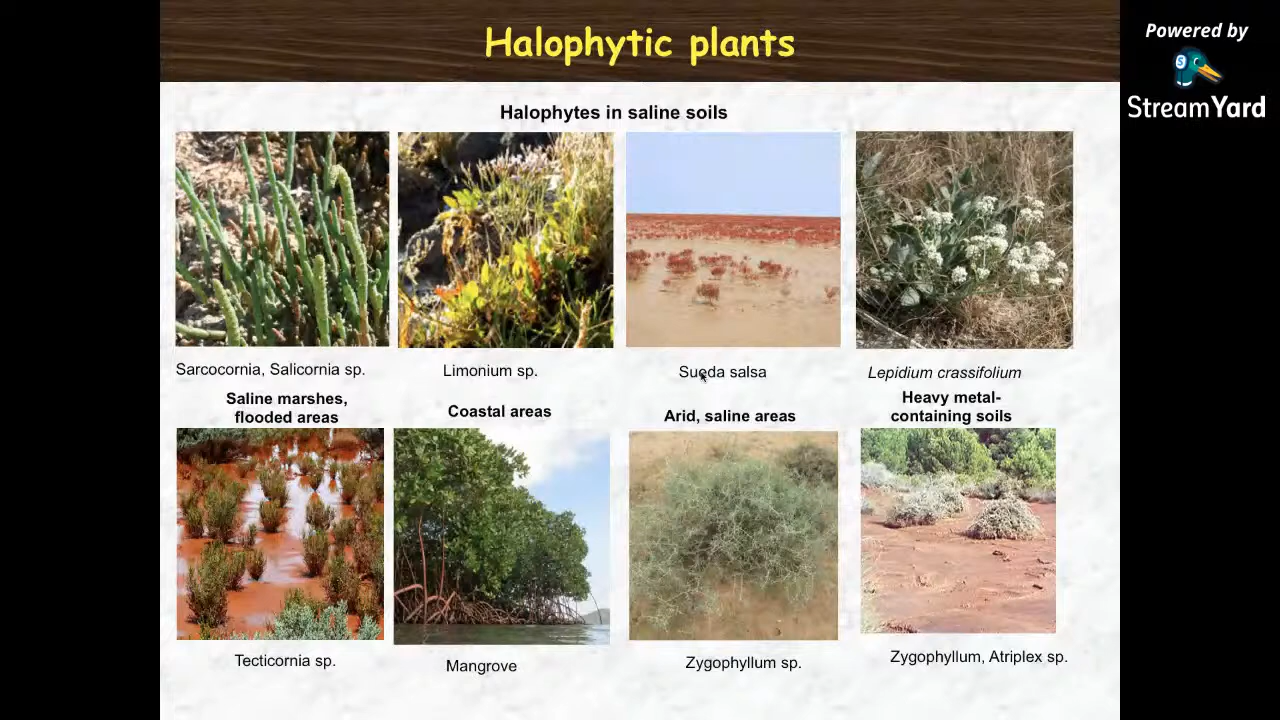 Halophytic plants
Powered by
StreamYard
Halophytes in saline soils
Sarcocornia, Salicornia sp.
Limonium sp.
Sueda salsa
Lepidium crassifolium
Saline marshes,
flooded areas
Coastal areas
Arid, saline areas
Heavy metal-
containing soils
Tecticornia sp.
Mangrove
Zygophyllum sp.
Zygophyllum, Atriplex sp.